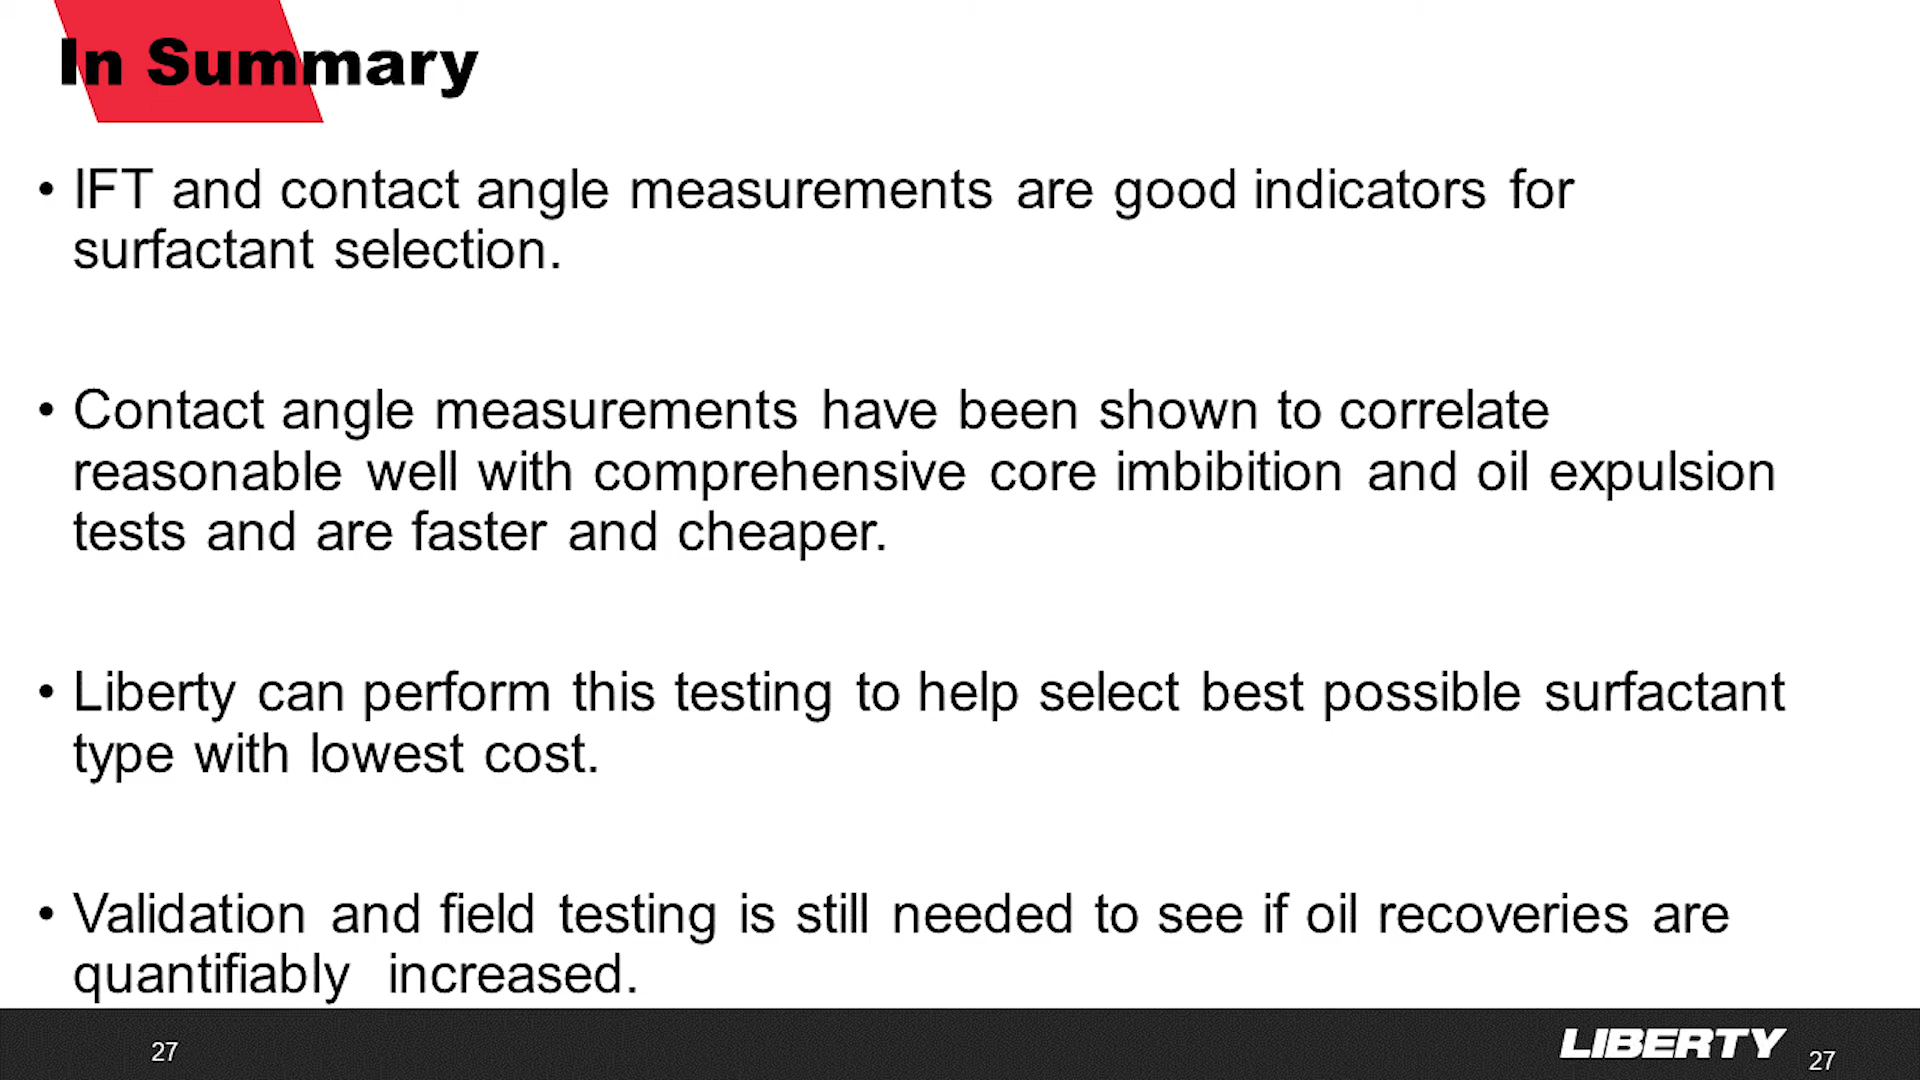 In Summary
• IFT and contact angle measurements are good indicators for
surfactant selection.
• Contact angle measurements have been shown to correlate
reasonable well with comprehensive core imbibition and oil expulsion
tests and are faster and cheaper.
• Liberty can perform this testing to help select best possible surfactant
type with lowest cost.
• Validation and field testing is still needed to see if oil recoveries are
quantifiably increased.
27
LIBERTY
27